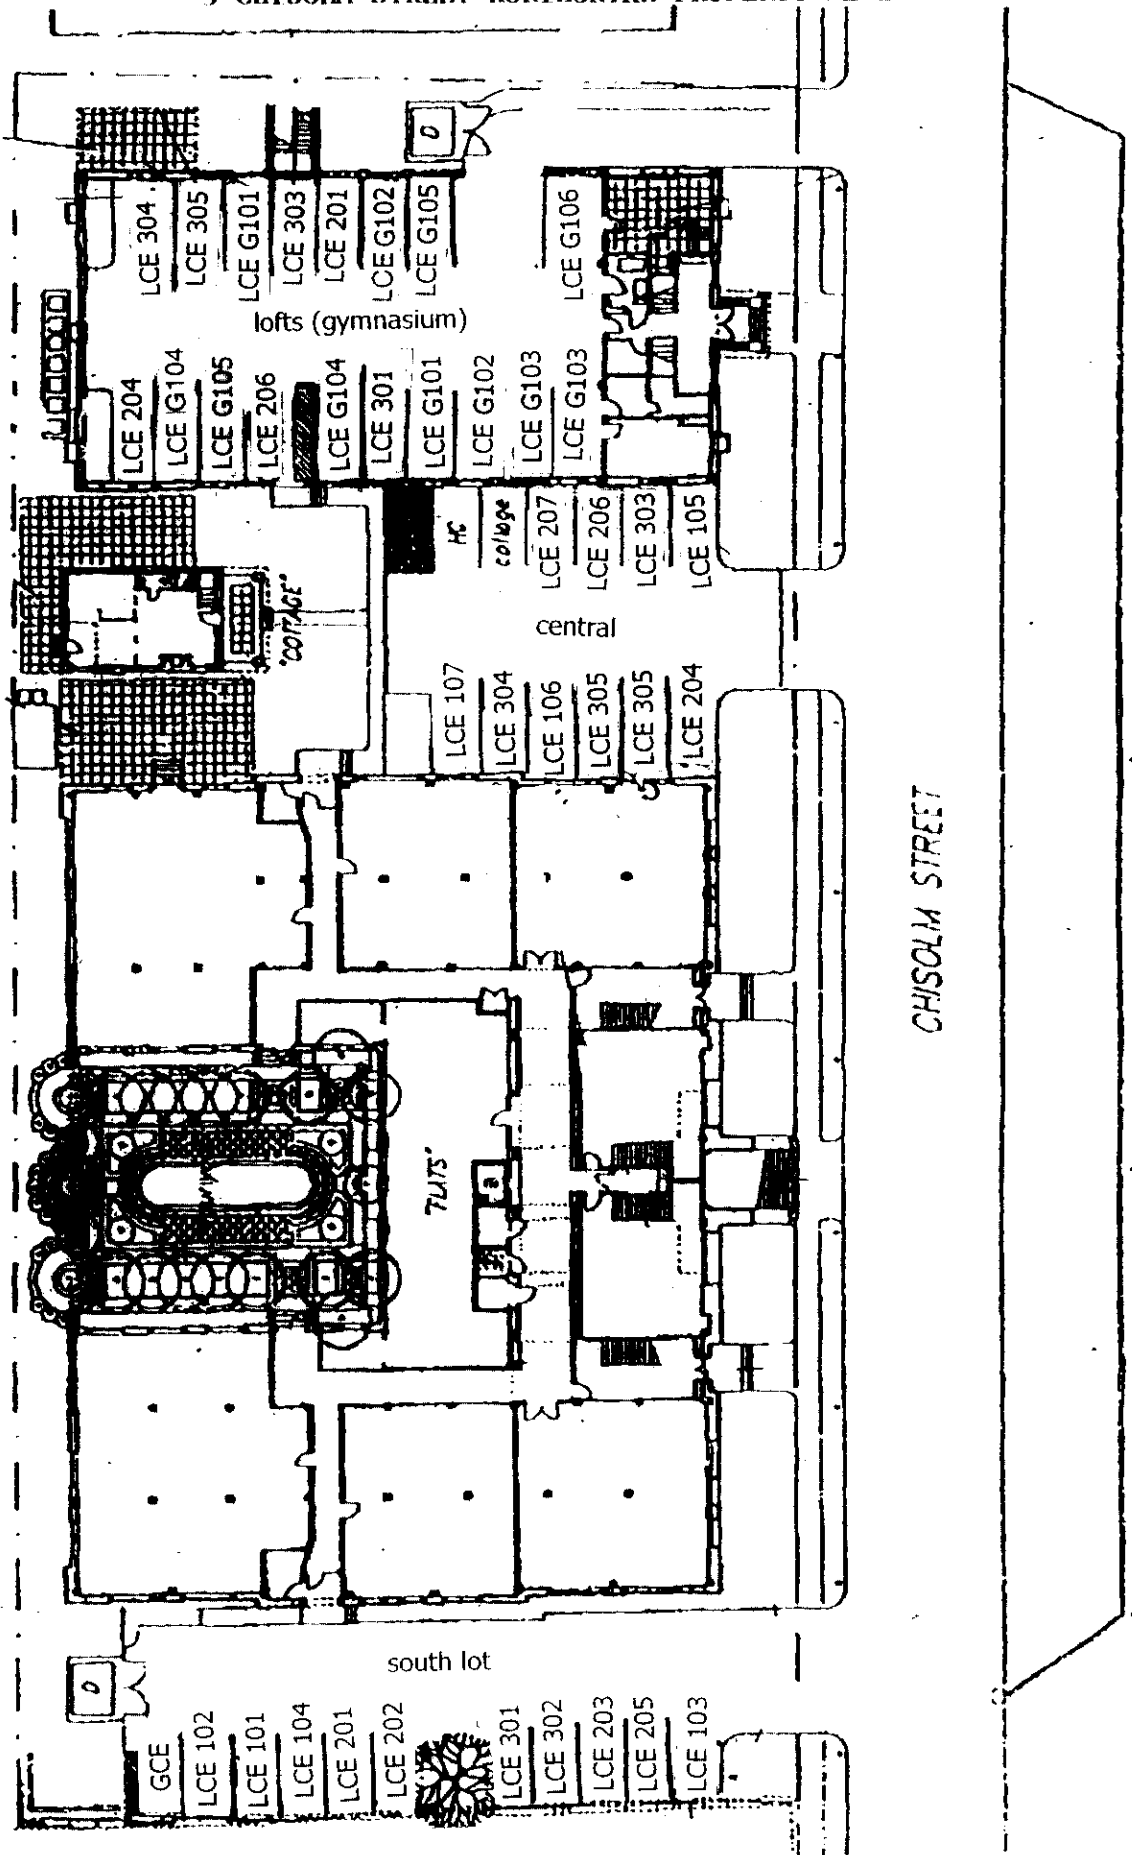 D
LCE 304
LCE 305
LCE G101
LCE 303
LCE 201
LCE G102
LCE G105
LCE G106
lofts (gymnasium)
LCE 204
LCE G104
LCE G105
LCE 206
LCE G104
LCE 301
LCE G101
LCE G102
LCE G103
LCE G103
HC
LCE 207
LCE 206
LCE 303
LCE 105
"COTTAGE"
central
LCE 107
LCE 304
LCE 106
LCE 305
LCE 305
LCE 204
CHISOLM STREET
south lot
D
GCE
LCE 102
LCE 101
LCE 104
LCE 201
LCE 202
LCE 301
LCE 302
LCE 203
LCE 205
LCE 103